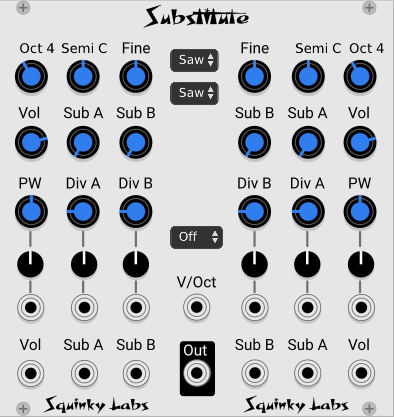 Substitute
Oct 4 Semi C Fine Saw Fine Semi C Oct 4
Saw
Vol Sub A Sub B Sub B Sub A Vol
PW Div A Div B Div B Div A PW
Off
V/Oct
Vol Sub A Sub B Out Sub B Sub A Vol
Squinky Labs Squinky Labs